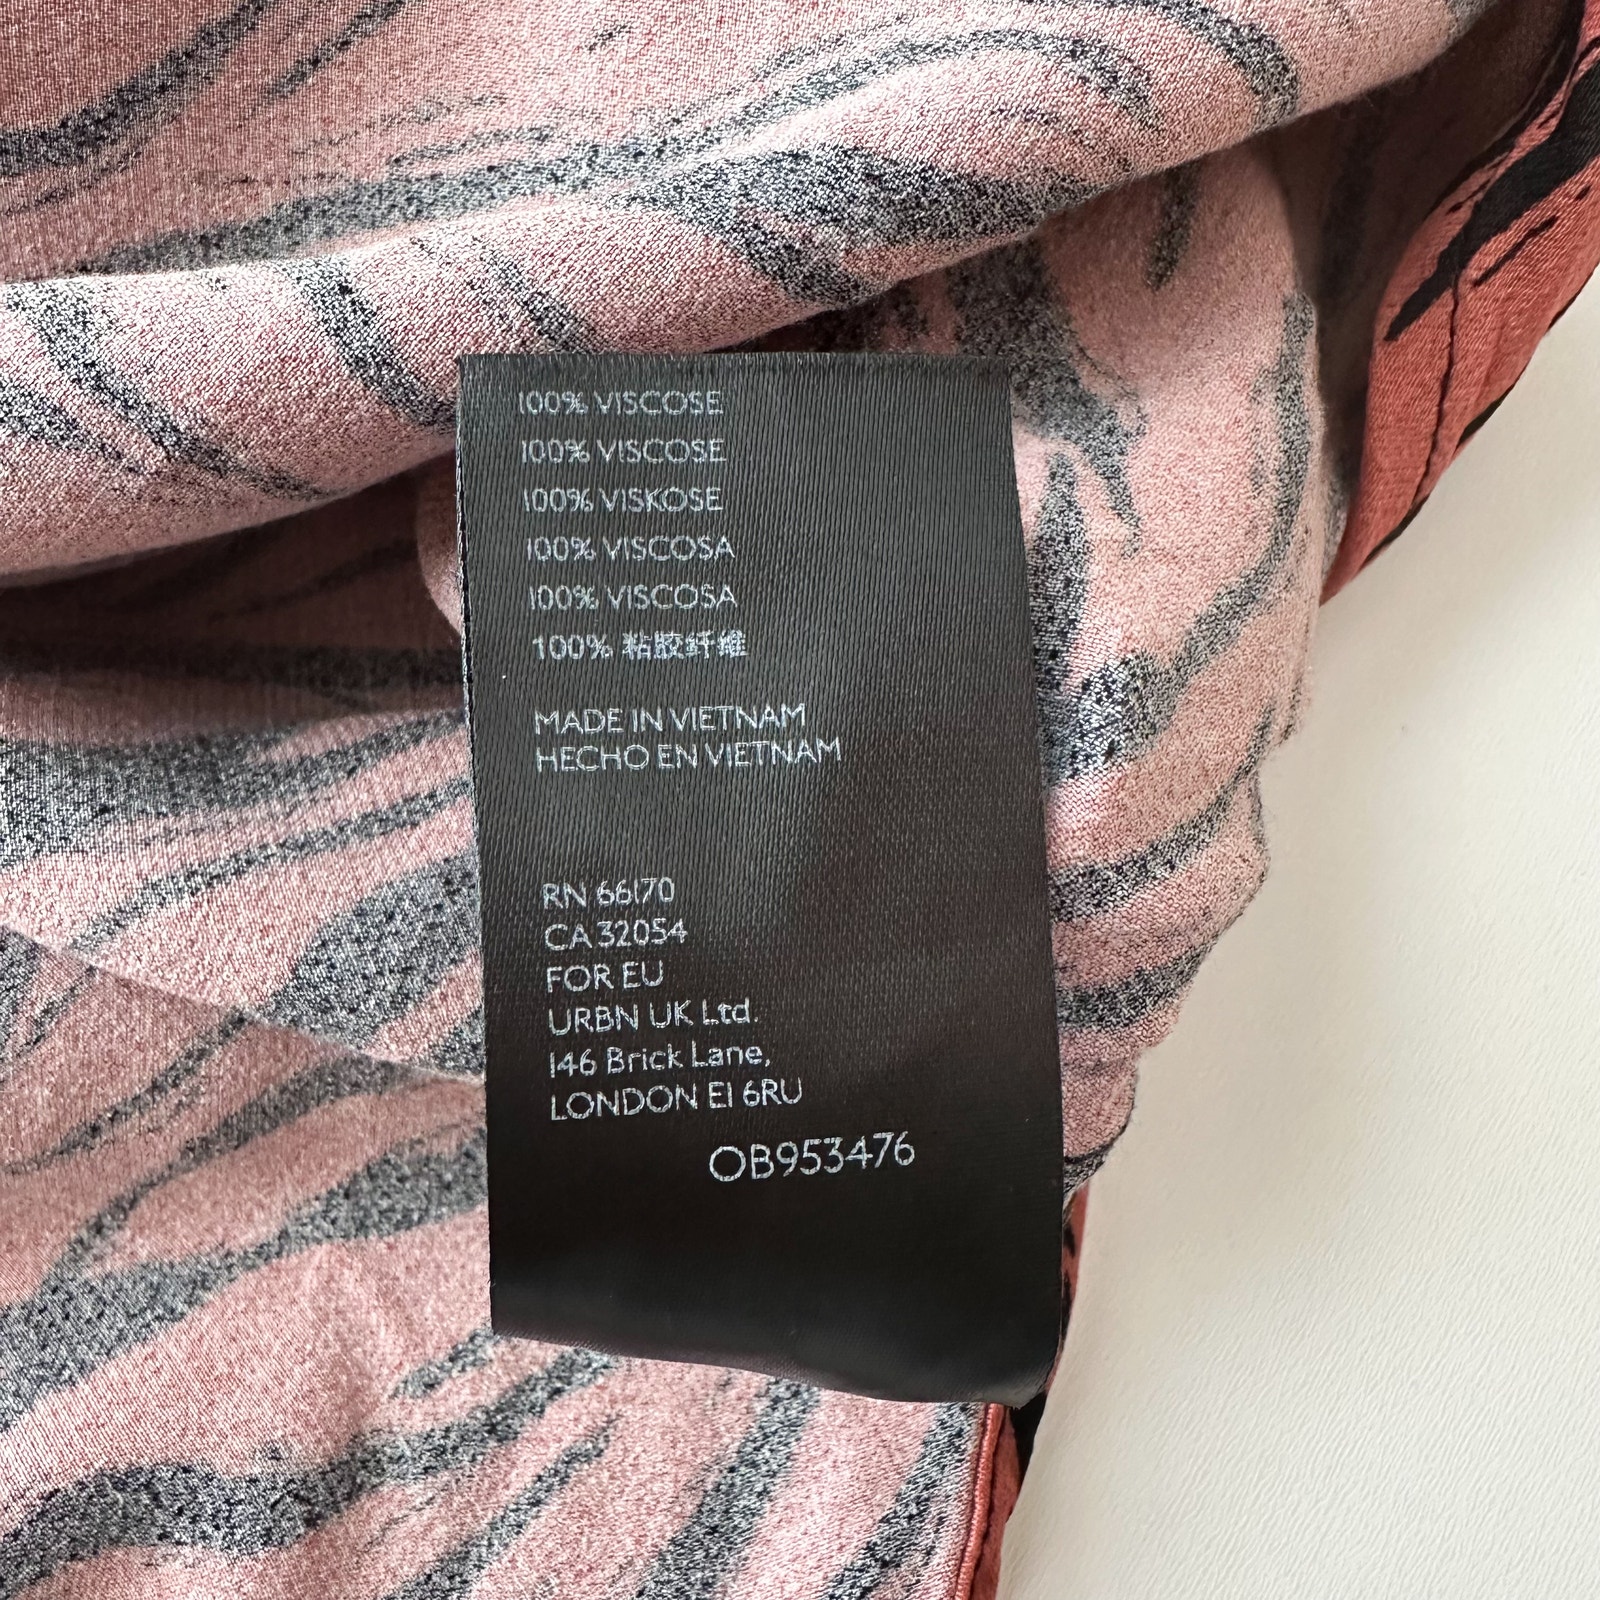 100% VISCOSE
100% VISCOSE
100% VISKOSE
100% VISCOSA
100% VISCOSA
100% 粘胶纤维
MADE IN VIETNAM
HECHO EN VIETNAM
RN 66170
CA 32054
FOR EU
URBN UK Ltd.
146 Brick Lane,
LONDON E1 6RU
OB953476